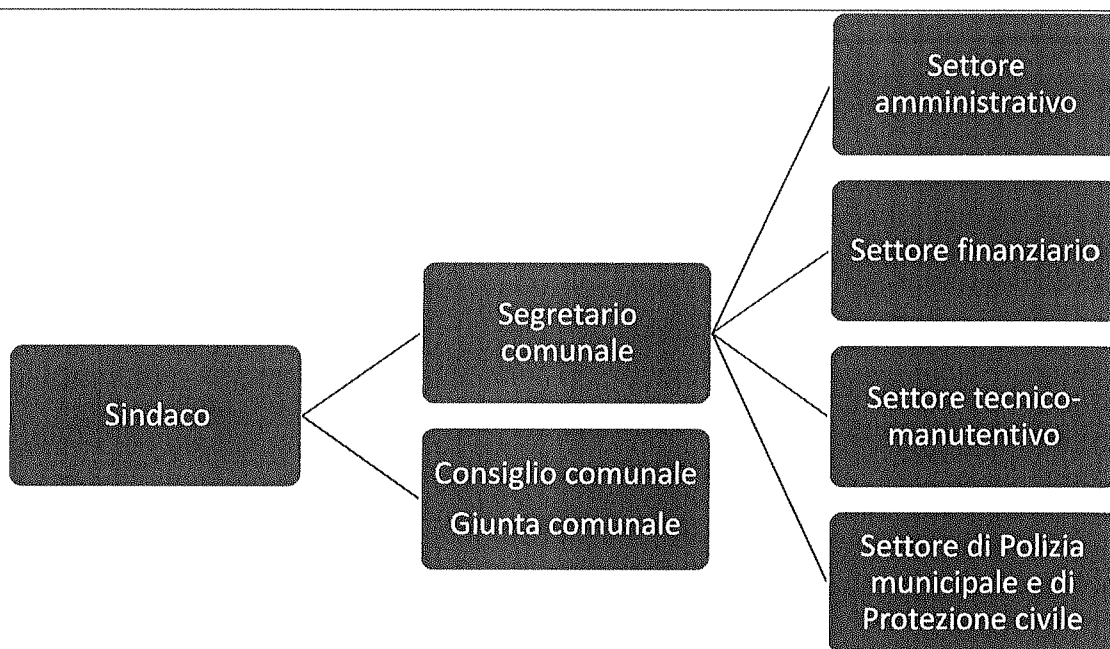 Sindaco
Segretario
comunale
Consiglio comunale
Giunta comunale
Settore
amministrativo
Settore finanziario
Settore tecnico-
manutentivo
Settore di Polizia
municipale e di
Protezione civile